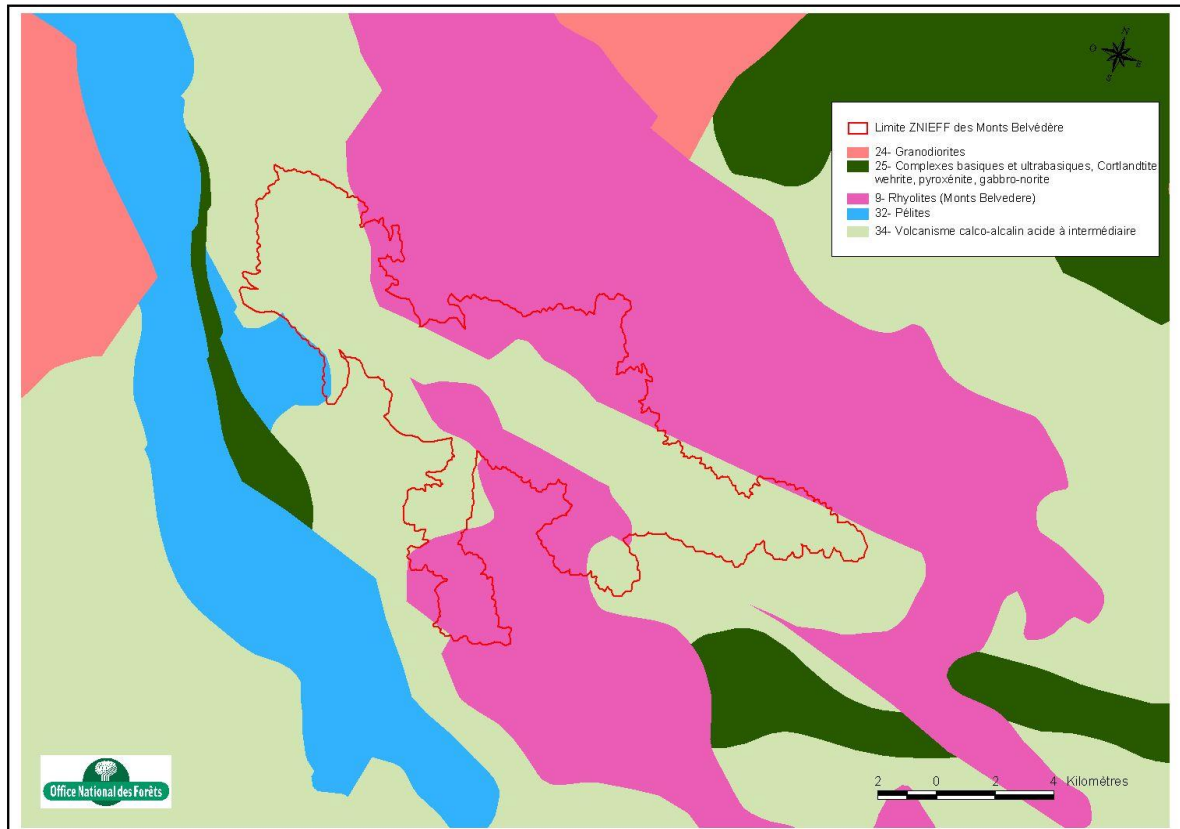 N
O
E
S
Limite ZNIEFF des Monts Belvédère
24- Granodiorites
25- Complexes basiques et ultrabasiques, Cortlandtite
wehrite, pyroxénite, gabbro-norite
9- Rhyolites (Monts Belvedere)
32- Pélites
34- Volcanisme calco-alcalin acide à intermédiaire
2 0 2 4 Kilomètres
Office National des Forêts